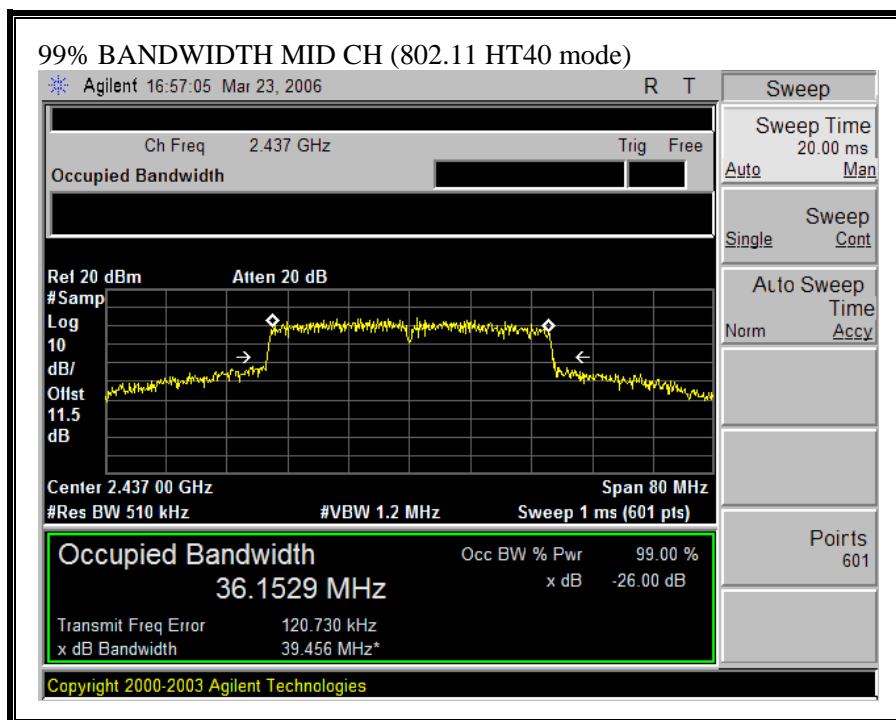 99% BANDWIDTH MID CH (802.11 HT40 mode)
Agilent 16:57:05 Mar 23, 2006 R T
Ch Freq 2.437 GHz Trig Free
Occupied Bandwidth
Ref 20 dBm Atten 20 dB
#Samp
Log
10
dB/
Offst
11.5
dB
Center 2.437 00 GHz Span 80 MHz
#Res BW 510 kHz #VBW 1.2 MHz Sweep 1 ms (601 pts)
Occupied Bandwidth Occ BW % Pwr 99.00 %
36.1529 MHz x dB -26.00 dB
Transmit Freq Error 120.730 kHz
x dB Bandwidth 39.456 MHz*
Copyright 2000-2003 Agilent Technologies
Sweep
Sweep Time
20.00 ms
Auto Man
Sweep
Single Cont
Auto Sweep
Time
Norm Accy
Points
601